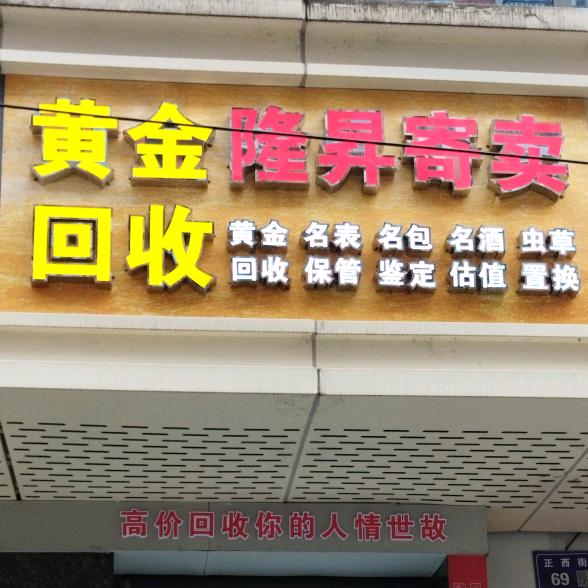 黄金
回收
隆昇寄卖
黄金 名表 名包 名酒 虫草
回收 保管 鉴定 估值 置换
高价回收你的人情世故
正西街
69